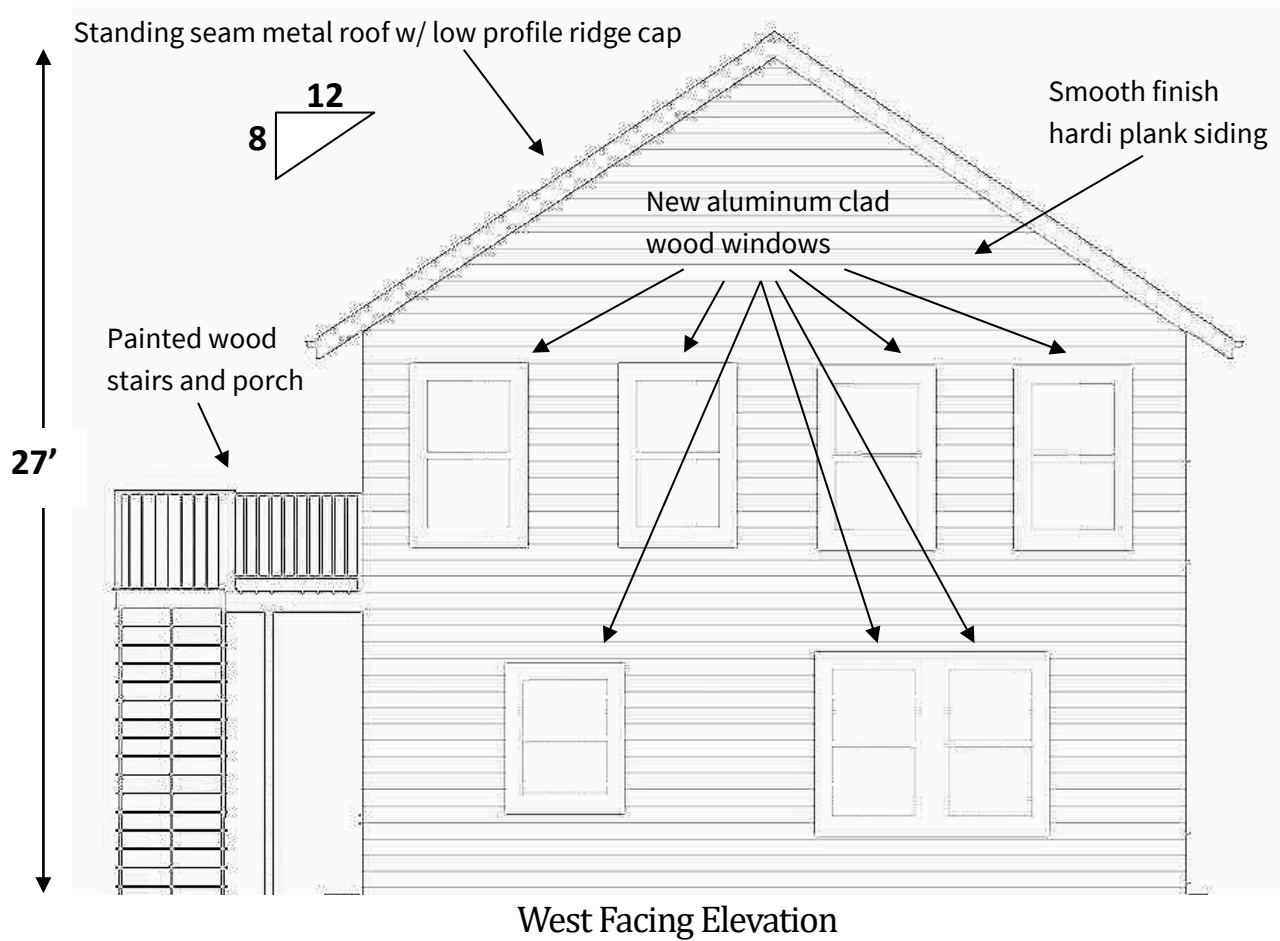 Standing seam metal roof w/ low profile ridge cap
12
8
Smooth finish
hardi plank siding
New aluminum clad
wood windows
Painted wood
stairs and porch
27’
West Facing Elevation